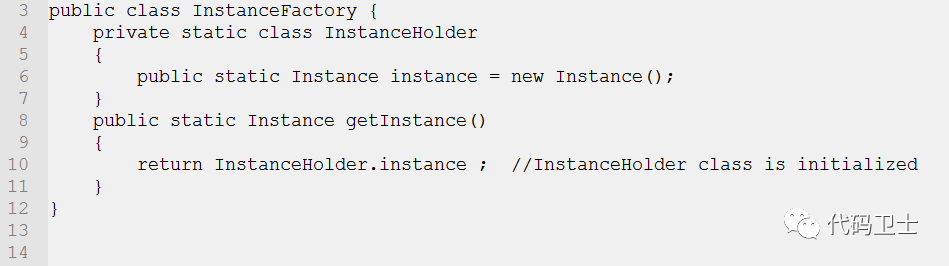 3 public class InstanceFactory {
4 private static class InstanceHolder
5 {
6 public static Instance instance = new Instance();
7 }
8 public static Instance getInstance()
9 {
10 return InstanceHolder.instance ; //InstanceHolder class is initialized
11 }
12 }
13
14
代码卫士